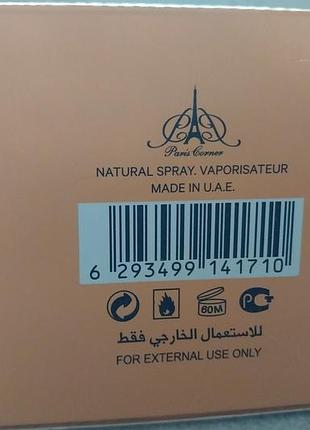 Paris Corner
NATURAL SPRAY. VAPORISATEUR
MADE IN U.A.E.
6 293499 141710
60M
للاستعمال الخارجي فقط
FOR EXTERNAL USE ONLY